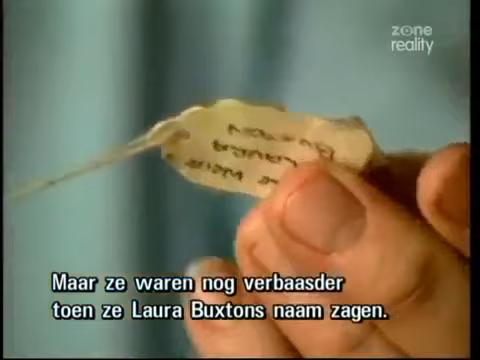 zone
reality
Maar ze waren nog verbaasder
toen ze Laura Buxtons naam zagen.